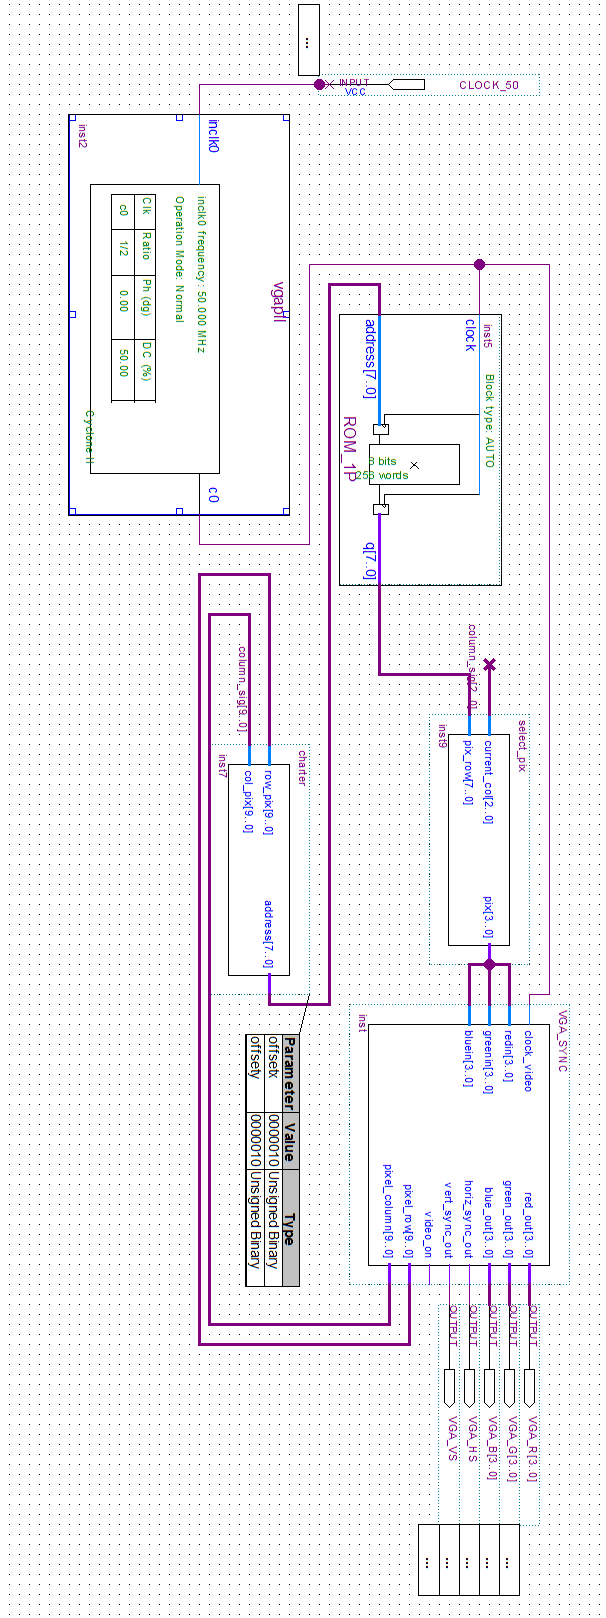 CLOCK_50
INPUT
VCC
...
vgapll
inclk0
c0
inclk0 frequency: 50.000 MHz
Operation Mode: Normal
Clk Ratio Ph (dg) DC (%)
c0 1/2 0.00 50.00
Cyclone II
inst2
Block type: AUTO
inst5
clock
address[7..0]
q[7..0]
ROM_1P
8 bits
256 words
column_sig[2..0]
select_pix
current_col[2..0]
pix_row[7..0]
pix[3..0]
inst9
column_sig[9..0]
charter
row_pix[9..0]
col_pix[9..0]
address[7..0]
inst7
Parameter Value Type
offsetx 0000010 Unsigned Binary
offsety 0000010 Unsigned Binary
VGA_SYNC
clock_video
redin[3..0]
greenin[3..0]
bluein[3..0]
red_out[3..0]
green_out[3..0]
blue_out[3..0]
horiz_sync_out
vert_sync_out
video_on
pixel_row[9..0]
pixel_column[9..0]
inst
OUTPUT VGA_R[3..0]
OUTPUT VGA_G[3..0]
OUTPUT VGA_B[3..0]
OUTPUT VGA_HS
OUTPUT VGA_VS
...
...
...
...
...